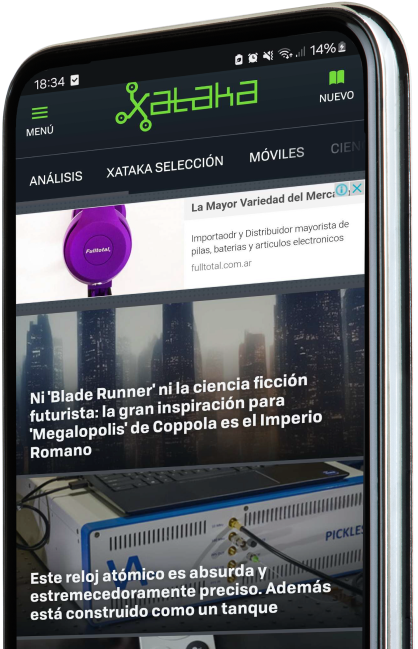 18:34
14%
xataka
MENÚ
NUEVO
ANÁLISIS XATAKA SELECCIÓN MÓVILES CIEN
La Mayor Variedad del Merca
Importaodr y Distribuidor mayorista de
pilas, baterias y articulos electronicos
fulltotal.com.ar
Fulltotal,
Ni 'Blade Runner' ni la ciencia ficción
futurista: la gran inspiración para
'Megalopolis' de Coppola es el Imperio
Romano
PICKLES
Este reloj atómico es absurda y
estremecedoramente preciso. Además
está construido como un tanque